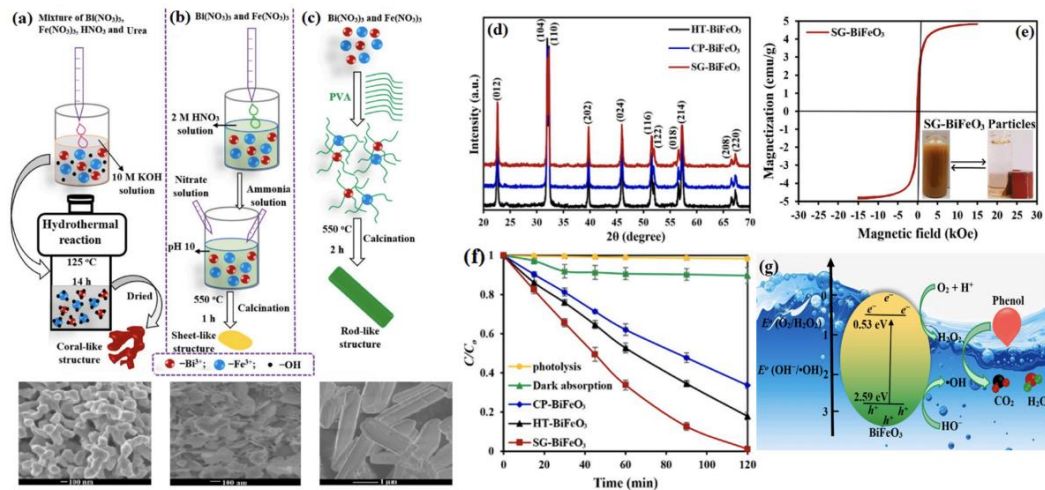 (a)
Mixture of Bi(NO₃)₃,
Fe(NO₃)₃, HNO₃ and Urea
10 M KOH
solution
Hydrothermal
reaction
125 °C
14 h
Dried
Coral-like
structure
(b)
Bi(NO₃)₃ and Fe(NO₃)₃
2 M HNO₃
solution
Nitrate
solution
Ammonia
solution
pH 10
550 °C
Calcination
1 h
Sheet-like
structure
(c)
Bi(NO₃)₃ and Fe(NO₃)₃
PVA
550 °C
Calcination
2 h
Rod-like
structure
–Bi³⁺; –Fe³⁺; –OH
100 nm
100 nm
1 µm
(d)
HT-BiFeO₃
CP-BiFeO₃
SG-BiFeO₃
(012)
(104)
(110)
(202)
(024)
(116)
(122)
(018)
(214)
(208)
(220)
Intensity (a.u.)
20 25 30 35 40 45 50 55 60 65 70
2θ (degree)
(e)
SG-BiFeO₃
5
4
3
2
1
0
-1
-2
-3
-4
-5
Magnetization (emu/g)
SG-BiFeO₃ Particles
-30 -25 -20 -15 -10 -5 0 5 10 15 20 25 30
Magnetic field (kOe)
(f)
1
0.8
0.6
0.4
0.2
0
C/Cₒ
photolysis
Dark absorption
CP-BiFeO₃
HT-BiFeO₃
SG-BiFeO₃
0 20 40 60 80 100 120
Time (min)
(g)
0
1
2
3
Eº (O₂/H₂O₂)
Eº (OH⁻/•OH)
e⁻
e⁻ e⁻
0.53 eV
2.59 eV
h⁺ h⁺
h⁺
BiFeO₃
O₂ + H⁺
H₂O₂
•OH
HO⁻
Phenol
CO₂
H₂O